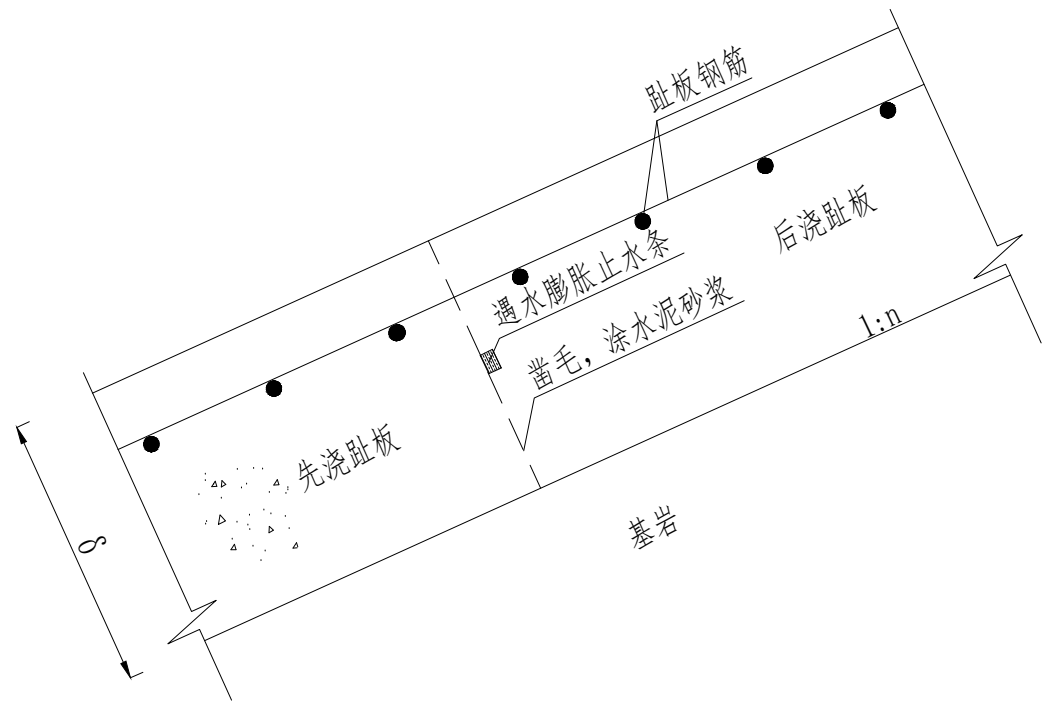 趾板钢筋
后浇趾板
遇水膨胀止水条
凿毛，涂水泥砂浆
1:n
先浇趾板
基岩
δ